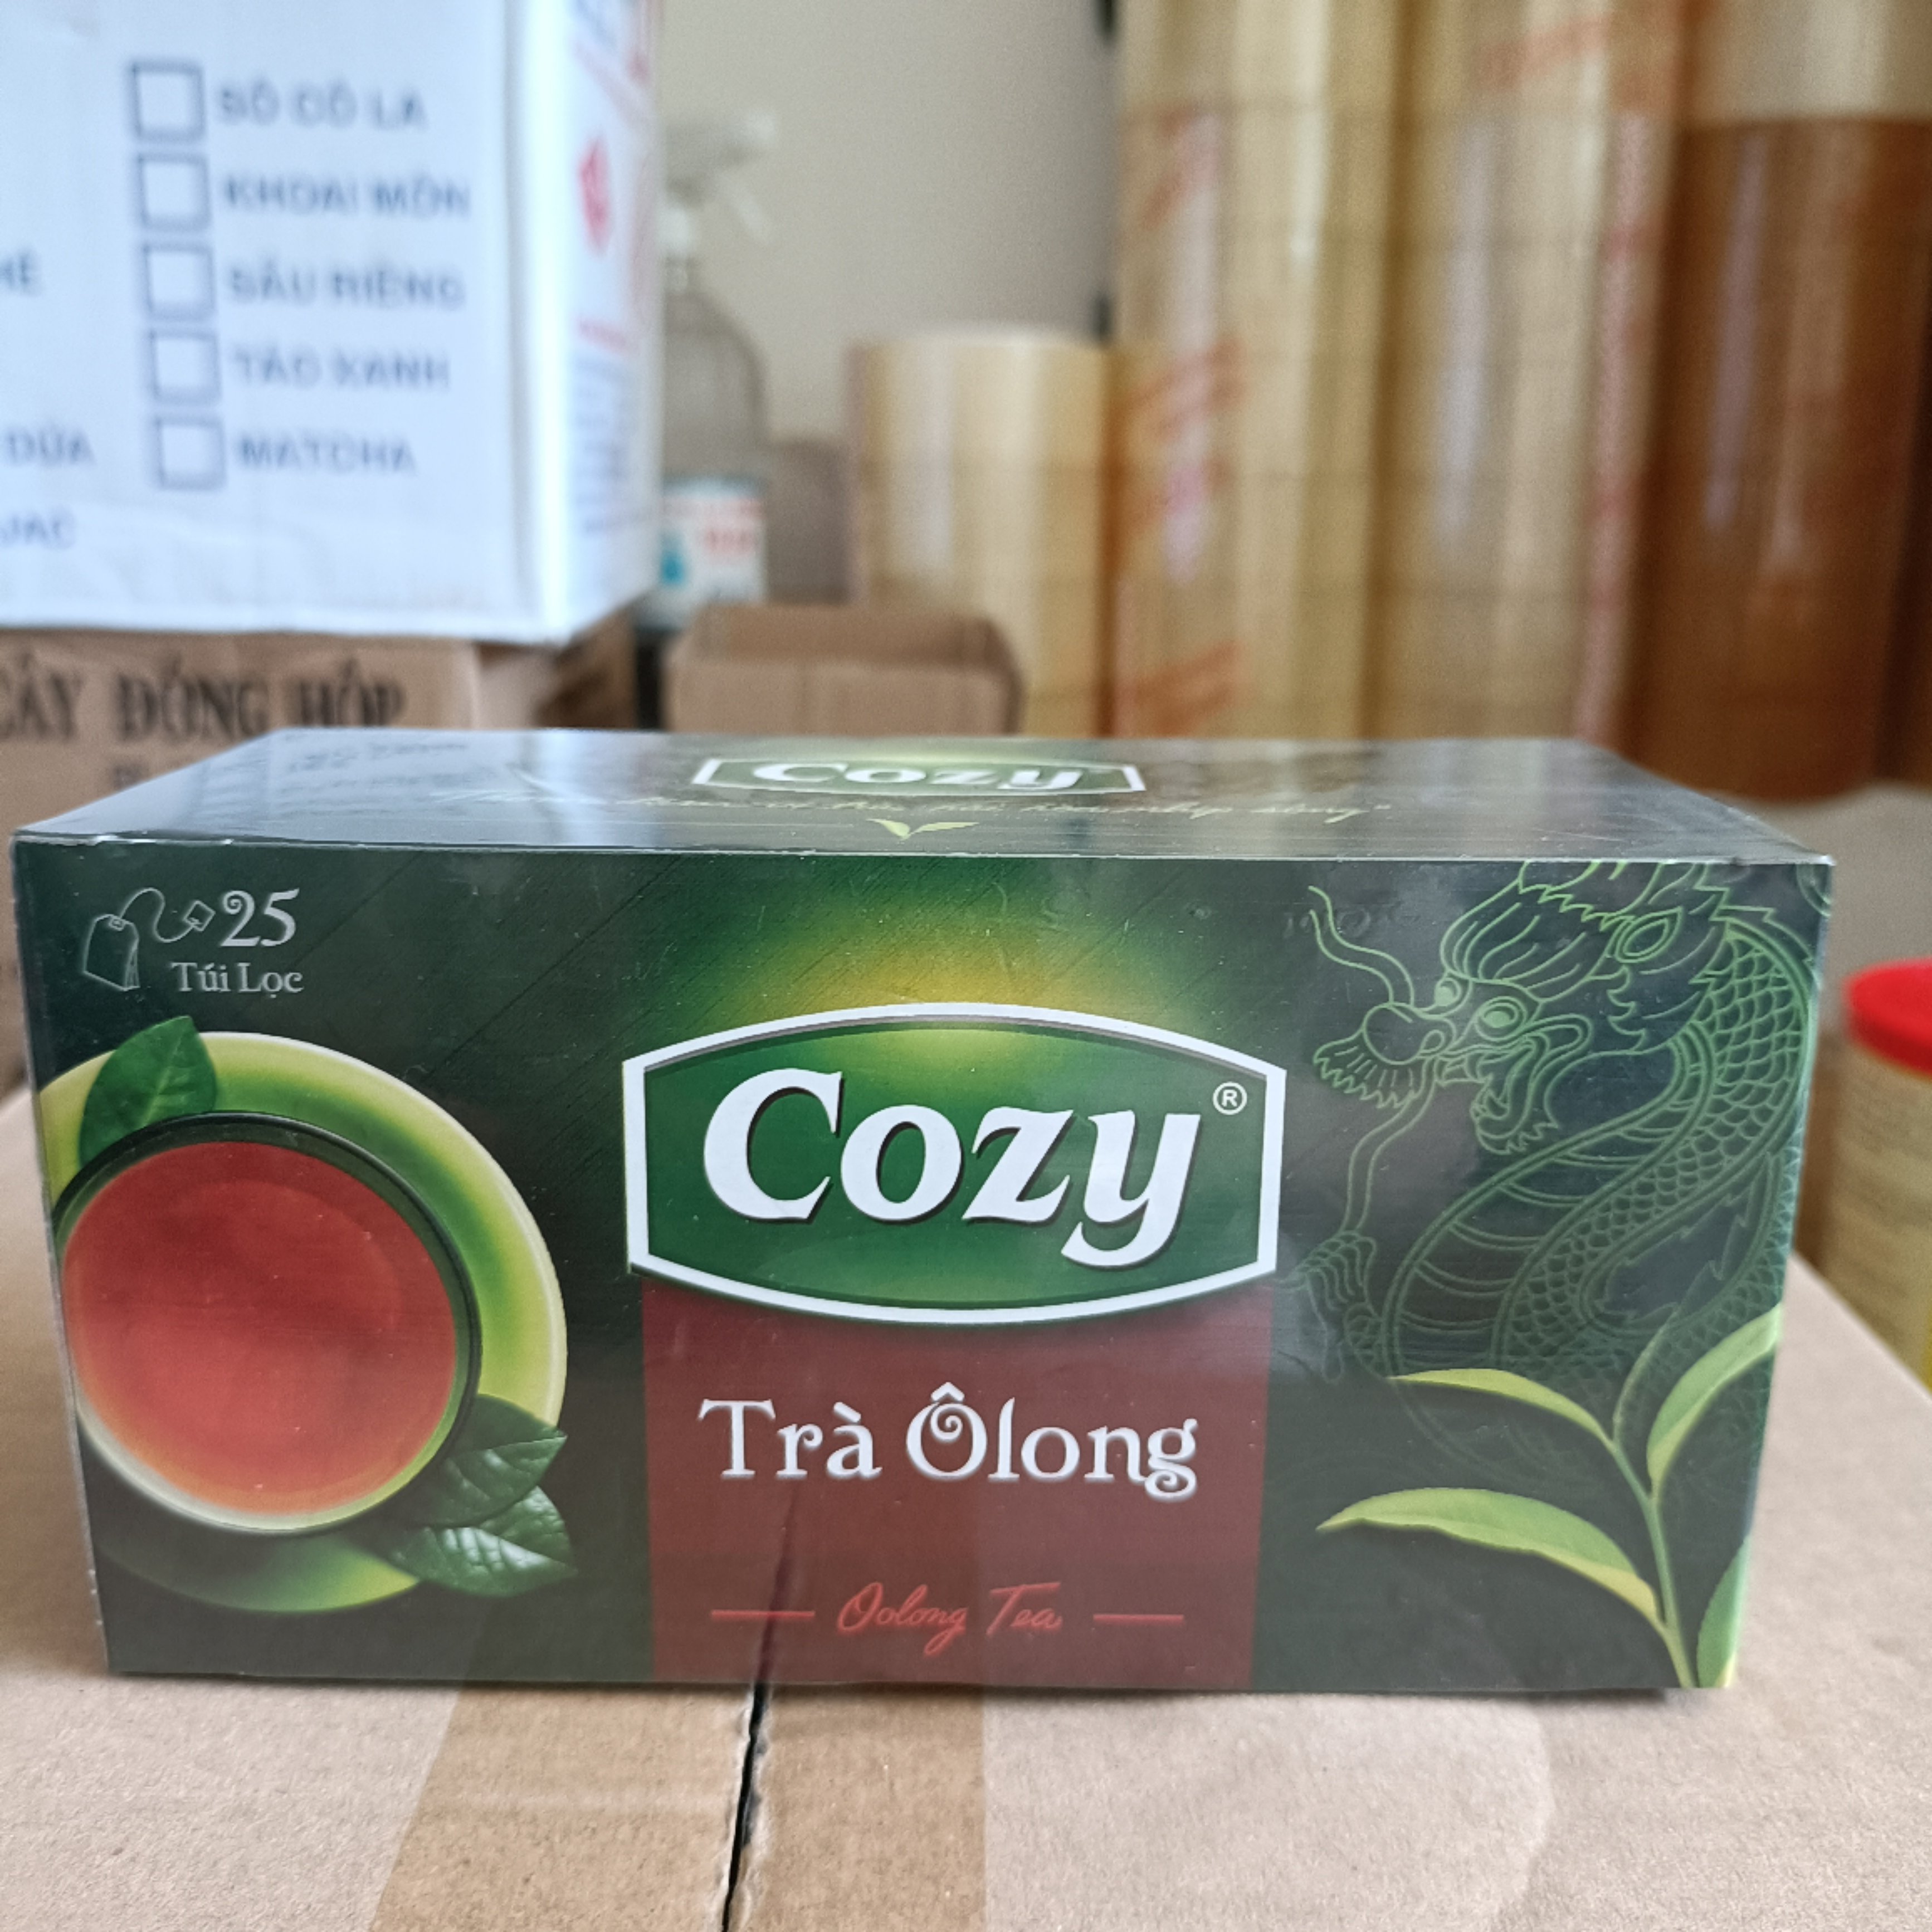 SÔ CÔ LA
KHOAI MÔN
SẦU RIÊNG
TÁO XANH
DỪA
MATCHA
ĐÓNG HỘP
Cozy
25
Túi Lọc
Cozy®
Trà Ôlong
Oolong Tea